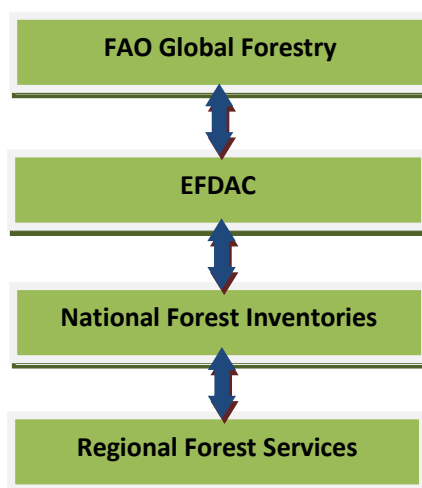 FAO Global Forestry
EFDAC
National Forest Inventories
Regional Forest Services